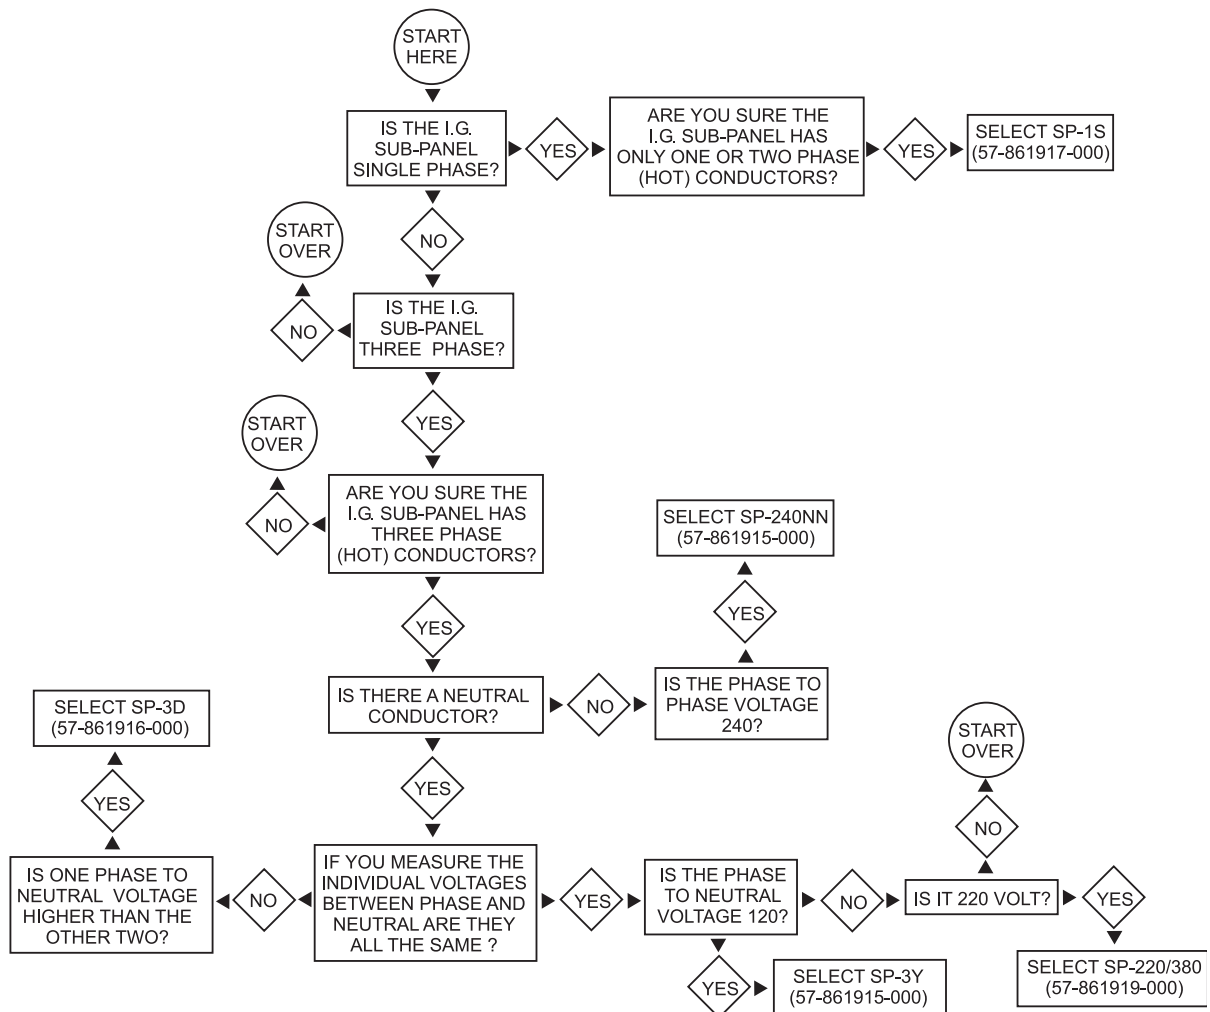 START
HERE
IS THE I.G.
SUB-PANEL
SINGLE PHASE?
YES
ARE YOU SURE THE
I.G. SUB-PANEL HAS
ONLY ONE OR TWO PHASE
(HOT) CONDUCTORS?
YES
SELECT SP-1S
(57-861917-000)
NO
START
OVER
NO
IS THE I.G.
SUB-PANEL
THREE PHASE?
YES
START
OVER
NO
ARE YOU SURE THE
I.G. SUB-PANEL HAS
THREE PHASE
(HOT) CONDUCTORS?
YES
SELECT SP-240NN
(57-861915-000)
YES
IS THERE A NEUTRAL
CONDUCTOR?
NO
IS THE PHASE TO
PHASE VOLTAGE
240?
YES
SELECT SP-3D
(57-861916-000)
YES
IS ONE PHASE TO
NEUTRAL VOLTAGE
HIGHER THAN THE
OTHER TWO?
NO
IF YOU MEASURE THE
INDIVIDUAL VOLTAGES
BETWEEN PHASE AND
NEUTRAL ARE THEY
ALL THE SAME ?
YES
IS THE PHASE
TO NEUTRAL
VOLTAGE 120?
NO
START
OVER
NO
IS IT 220 VOLT?
YES
SELECT SP-220/380
(57-861919-000)
YES
SELECT SP-3Y
(57-861915-000)